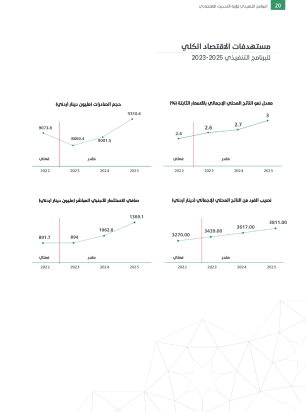 20
البرنامج التنفيذي لرؤية التحديث الاقتصادي
مستهدفات الاقتصاد الكلي
للبرنامج التنفيذي 2025-2023
معدل نمو الناتج المحلي الإجمالي بالأسعار الثابتة (%)
2.6
2.6
2.7
3
فعلي
مقدر
2022
2023
2024
2025
حجم الصادرات (مليون دينار أردني)
9073.6
9001.5
9310.6
فعلي
مقدر
2022
2023
2024
2025
نصيب الفرد من الناتج المحلي الإجمالي (دينار أردني)
3270.00
3439.00
3617.00
3811.00
فعلي
مقدر
2022
2023
2024
2025
صافي الاستثمار الأجنبي المباشر (مليون دينار أردني)
801.7
894
1062.6
1369.1
فعلي
مقدر
2022
2023
2024
2025